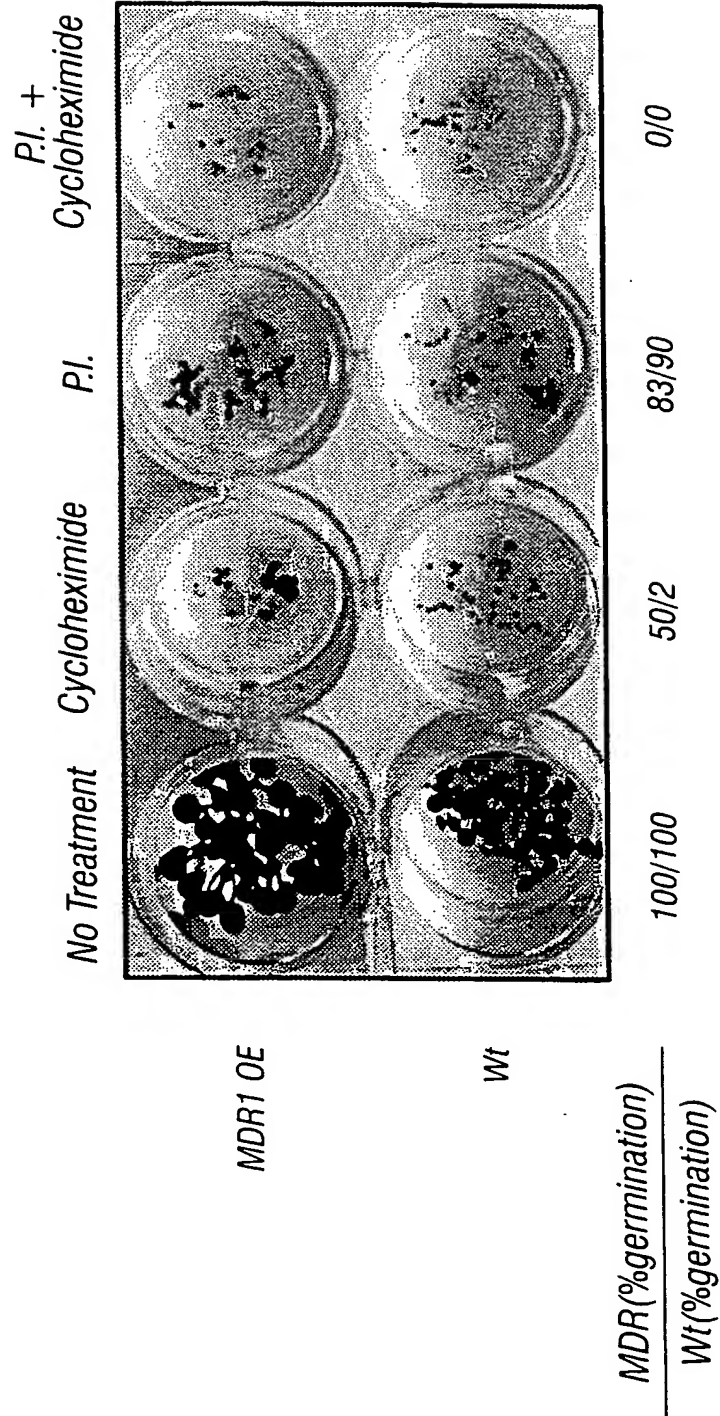 No Treatment
Cycloheximide
P.I.
P.I. +
Cycloheximide
MDR1 OE
Wt
MDR(%germination)
Wt(%germination)
100/100
50/2
83/90
0/0